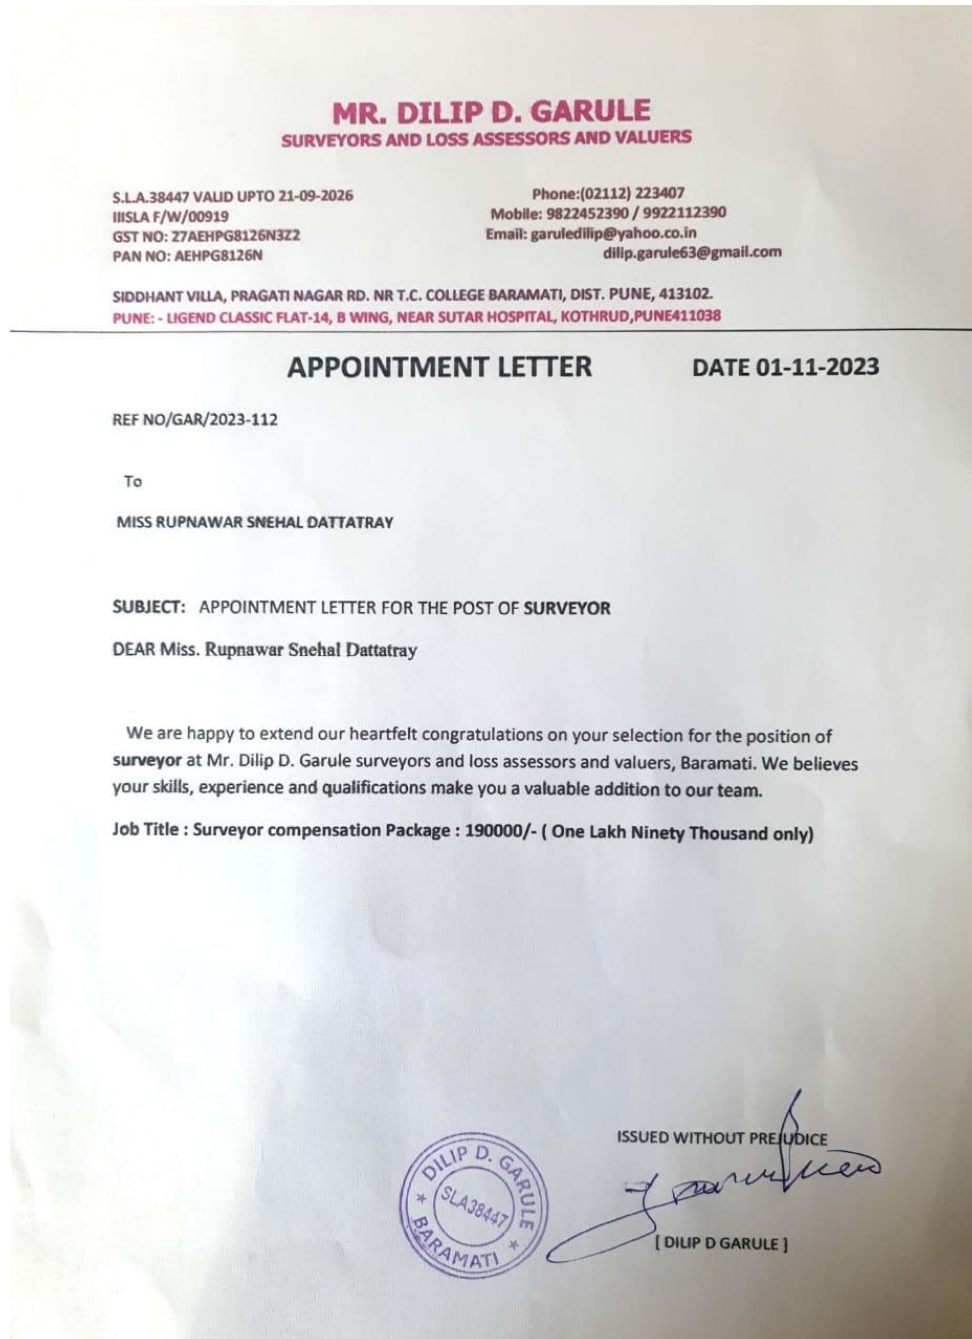 MR. DILIP D. GARULE
SURVEYORS AND LOSS ASSESSORS AND VALUERS
S.L.A.38447 VALID UPTO 21-09-2026
IIISLA F/W/00919
GST NO: 27AEHPG8126N3Z2
PAN NO: AEHPG8126N
Phone:(02112) 223407
Mobile: 9822452390 / 9922112390
Email: garuledilip@yahoo.co.in
dilip.garule63@gmail.com
SIDDHANT VILLA, PRAGATI NAGAR RD. NR T.C. COLLEGE BARAMATI, DIST. PUNE, 413102.
PUNE: - LIGEND CLASSIC FLAT-14, B WING, NEAR SUTAR HOSPITAL, KOTHRUD,PUNE411038
APPOINTMENT LETTER DATE 01-11-2023
REF NO/GAR/2023-112
To
MISS RUPNAWAR SNEHAL DATTATRAY
SUBJECT: APPOINTMENT LETTER FOR THE POST OF SURVEYOR
DEAR Miss. Rupnawar Snehal Dattatray
We are happy to extend our heartfelt congratulations on your selection for the position of
surveyor at Mr. Dilip D. Garule surveyors and loss assessors and valuers, Baramati. We believes
your skills, experience and qualifications make you a valuable addition to our team.
Job Title : Surveyor compensation Package : 190000/- ( One Lakh Ninety Thousand only)
ISSUED WITHOUT PREJUDICE
[ DILIP D GARULE ]
DILIP D. GARULE
SLA38447
* BARAMATI *